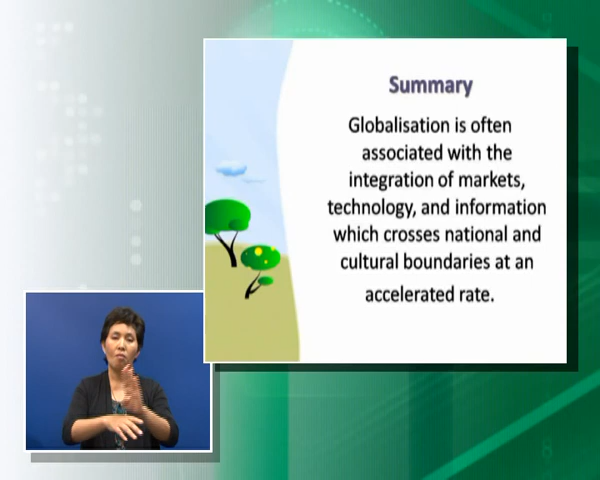 Summary
Globalisation is often
associated with the
integration of markets,
technology, and information
which crosses national and
cultural boundaries at an
accelerated rate.